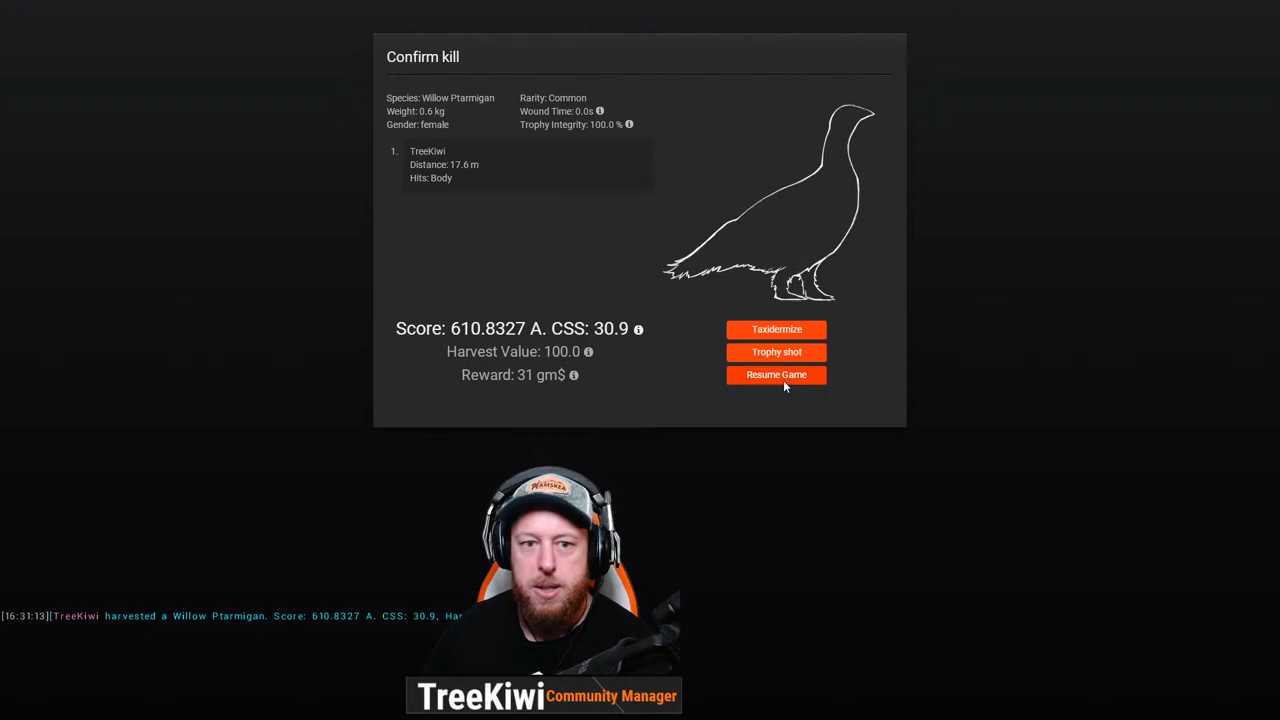 Confirm kill
Species: Willow Ptarmigan
Weight: 0.6 kg
Gender: female
Rarity: Common
Wound Time: 0.0s
Trophy Integrity: 100.0 %
1. TreeKiwi
Distance: 17.6 m
Hits: Body
Score: 610.8327 A. CSS: 30.9
Harvest Value: 100.0
Reward: 31 gm$
Taxidermize
Trophy shot
Resume Game
[16:31:13][TreeKiwi harvested a Willow Ptarmigan. Score: 610.8327 A. CSS: 30.9, Har
TreeKiwi Community Manager